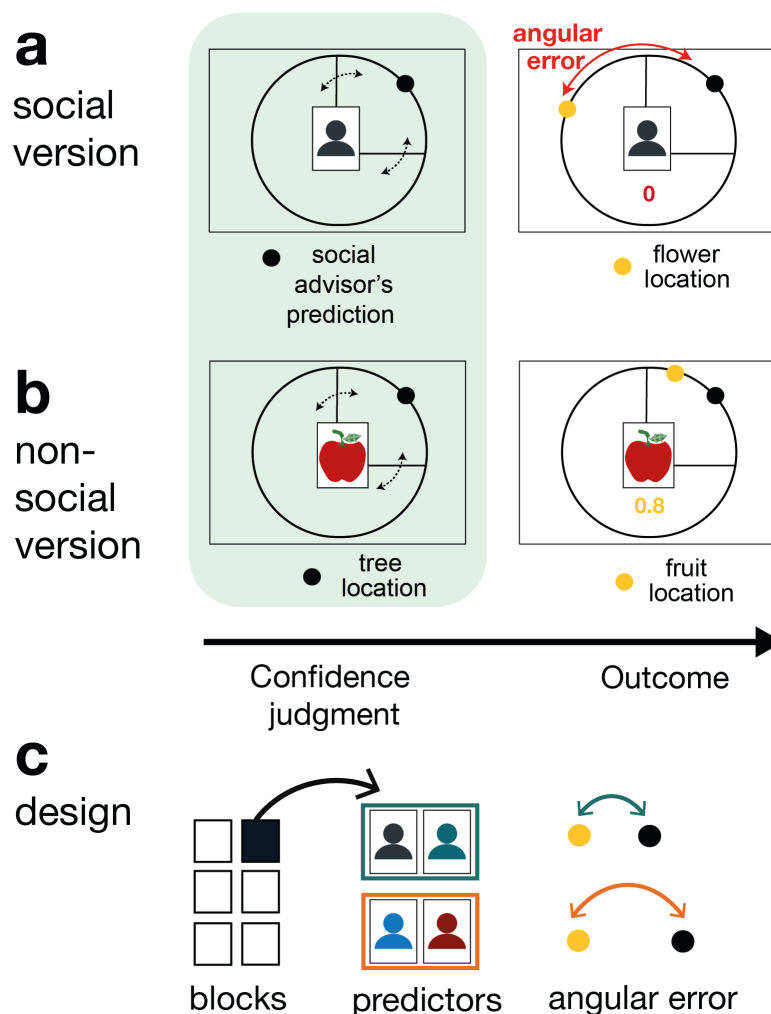 a
social
version
angular
error
0
social
advisor's
prediction
flower
location
b
non-
social
version
0.8
tree
location
fruit
location
Confidence
judgment
Outcome
c
design
blocks
predictors
angular error